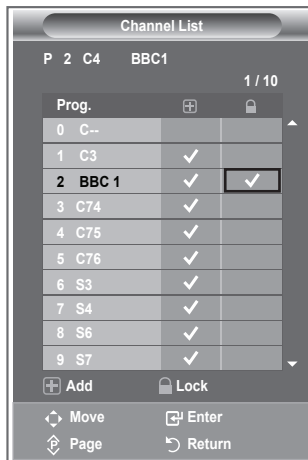 Channel List
P 2 C4 BBC1
1 / 10
Prog.
0 C--
1 C3
2 BBC 1
3 C74
4 C75
5 C76
6 S3
7 S4
8 S6
9 S7
Add Lock
Move Enter
P Page Return